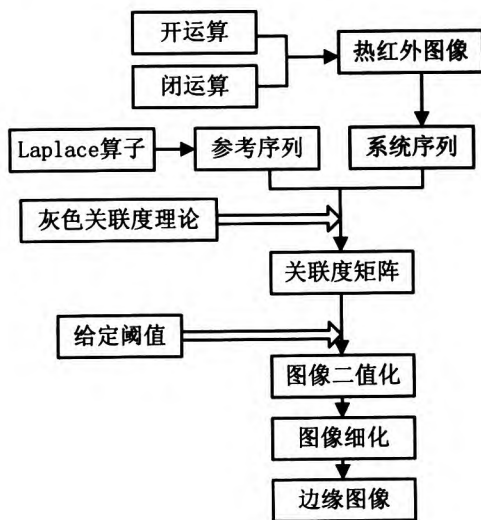 开运算
热红外图像
闭运算
Laplace算子
参考序列
系统序列
灰色关联度理论
关联度矩阵
给定阈值
图像二值化
图像细化
边缘图像